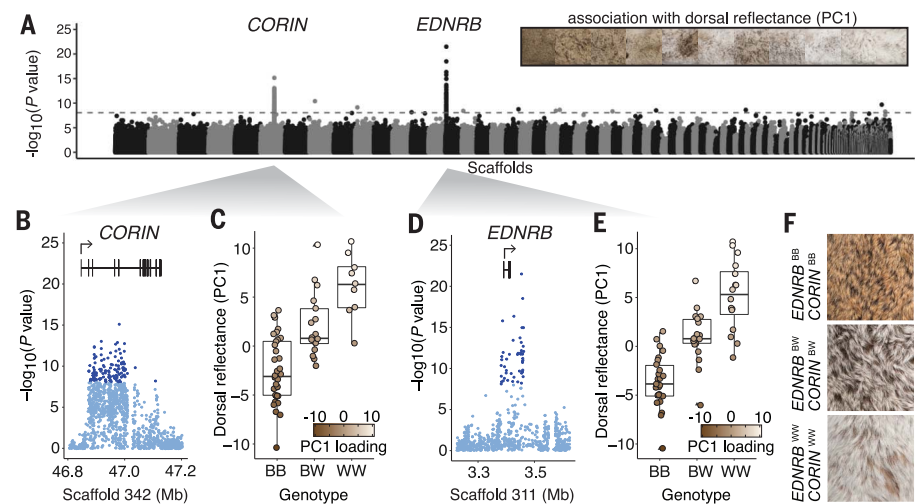 A
CORIN
EDNRB
association with dorsal reflectance (PC1)
-log10(P value)
25
20
15
10
5
0
Scaffolds
B
CORIN
−log10(P value)
25
20
15
10
5
0
46.8
47.0
47.2
Scaffold 342 (Mb)
C
Dorsal reflectance (PC1)
10
5
0
−5
−10
-10 0 10
PC1 loading
BB BW WW
Genotype
D
EDNRB
−log10(P value)
25
20
15
10
5
0
3.3
3.5
Scaffold 311 (Mb)
E
Dorsal reflectance (PC1)
10
5
0
−5
−10
-10 0 10
PC1 loading
BB BW WW
Genotype
F
EDNRB BB
CORIN BB
EDNRB BW
CORIN BW
EDNRB WW
CORIN WW